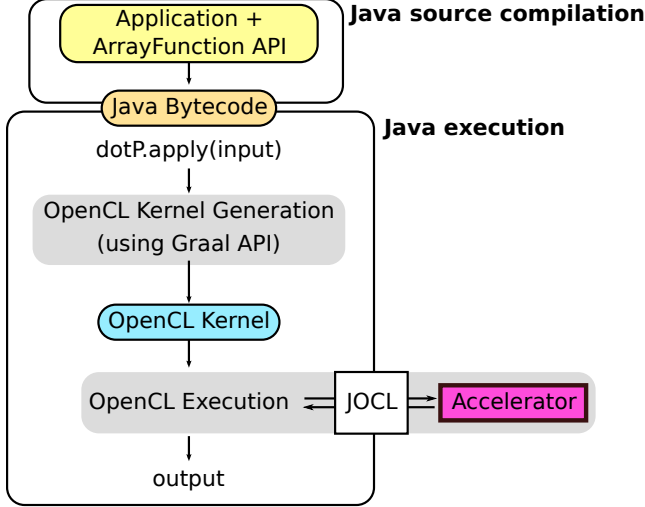 Application +
ArrayFunction API
Java source compilation
Java Bytecode
Java execution
dotP.apply(input)
OpenCL Kernel Generation
(using Graal API)
OpenCL Kernel
OpenCL Execution
JOCL
Accelerator
output